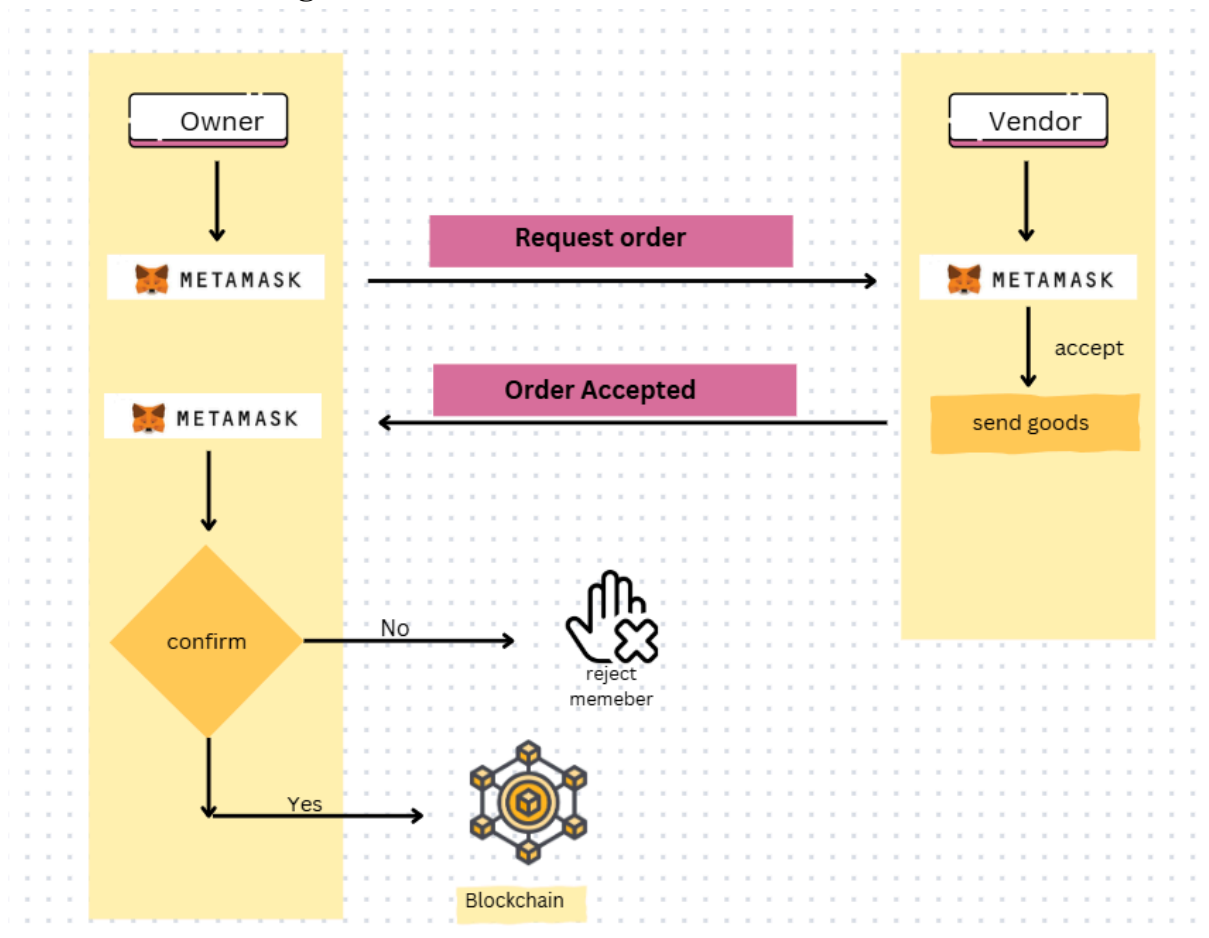 Owner
Vendor
Request order
METAMASK
METAMASK
accept
Order Accepted
METAMASK
send goods
confirm
No
reject
memeber
Yes
Blockchain